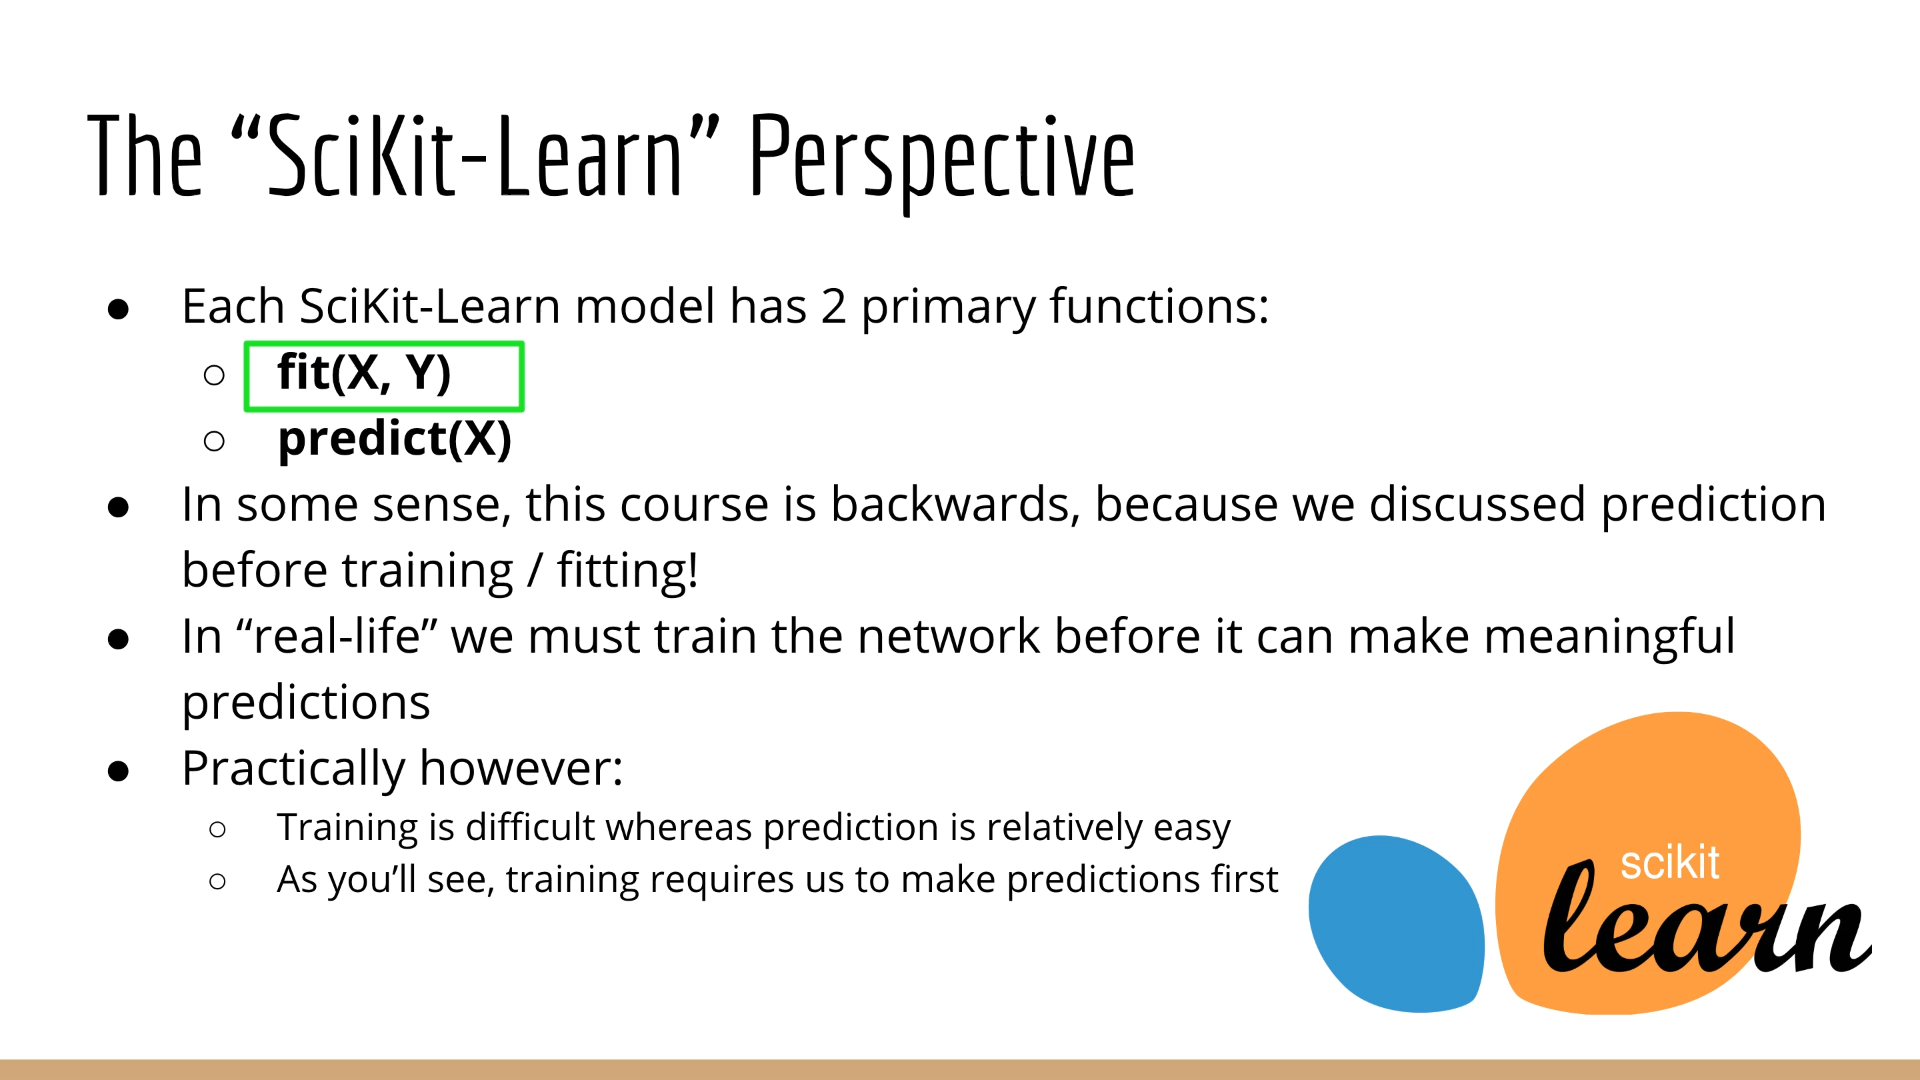 The “SciKit-Learn” Perspective
● Each SciKit-Learn model has 2 primary functions:
○ fit(X, Y)
○ predict(X)
● In some sense, this course is backwards, because we discussed prediction
before training / fitting!
● In “real-life” we must train the network before it can make meaningful
predictions
● Practically however:
○ Training is difficult whereas prediction is relatively easy
○ As you’ll see, training requires us to make predictions first
scikit
learn